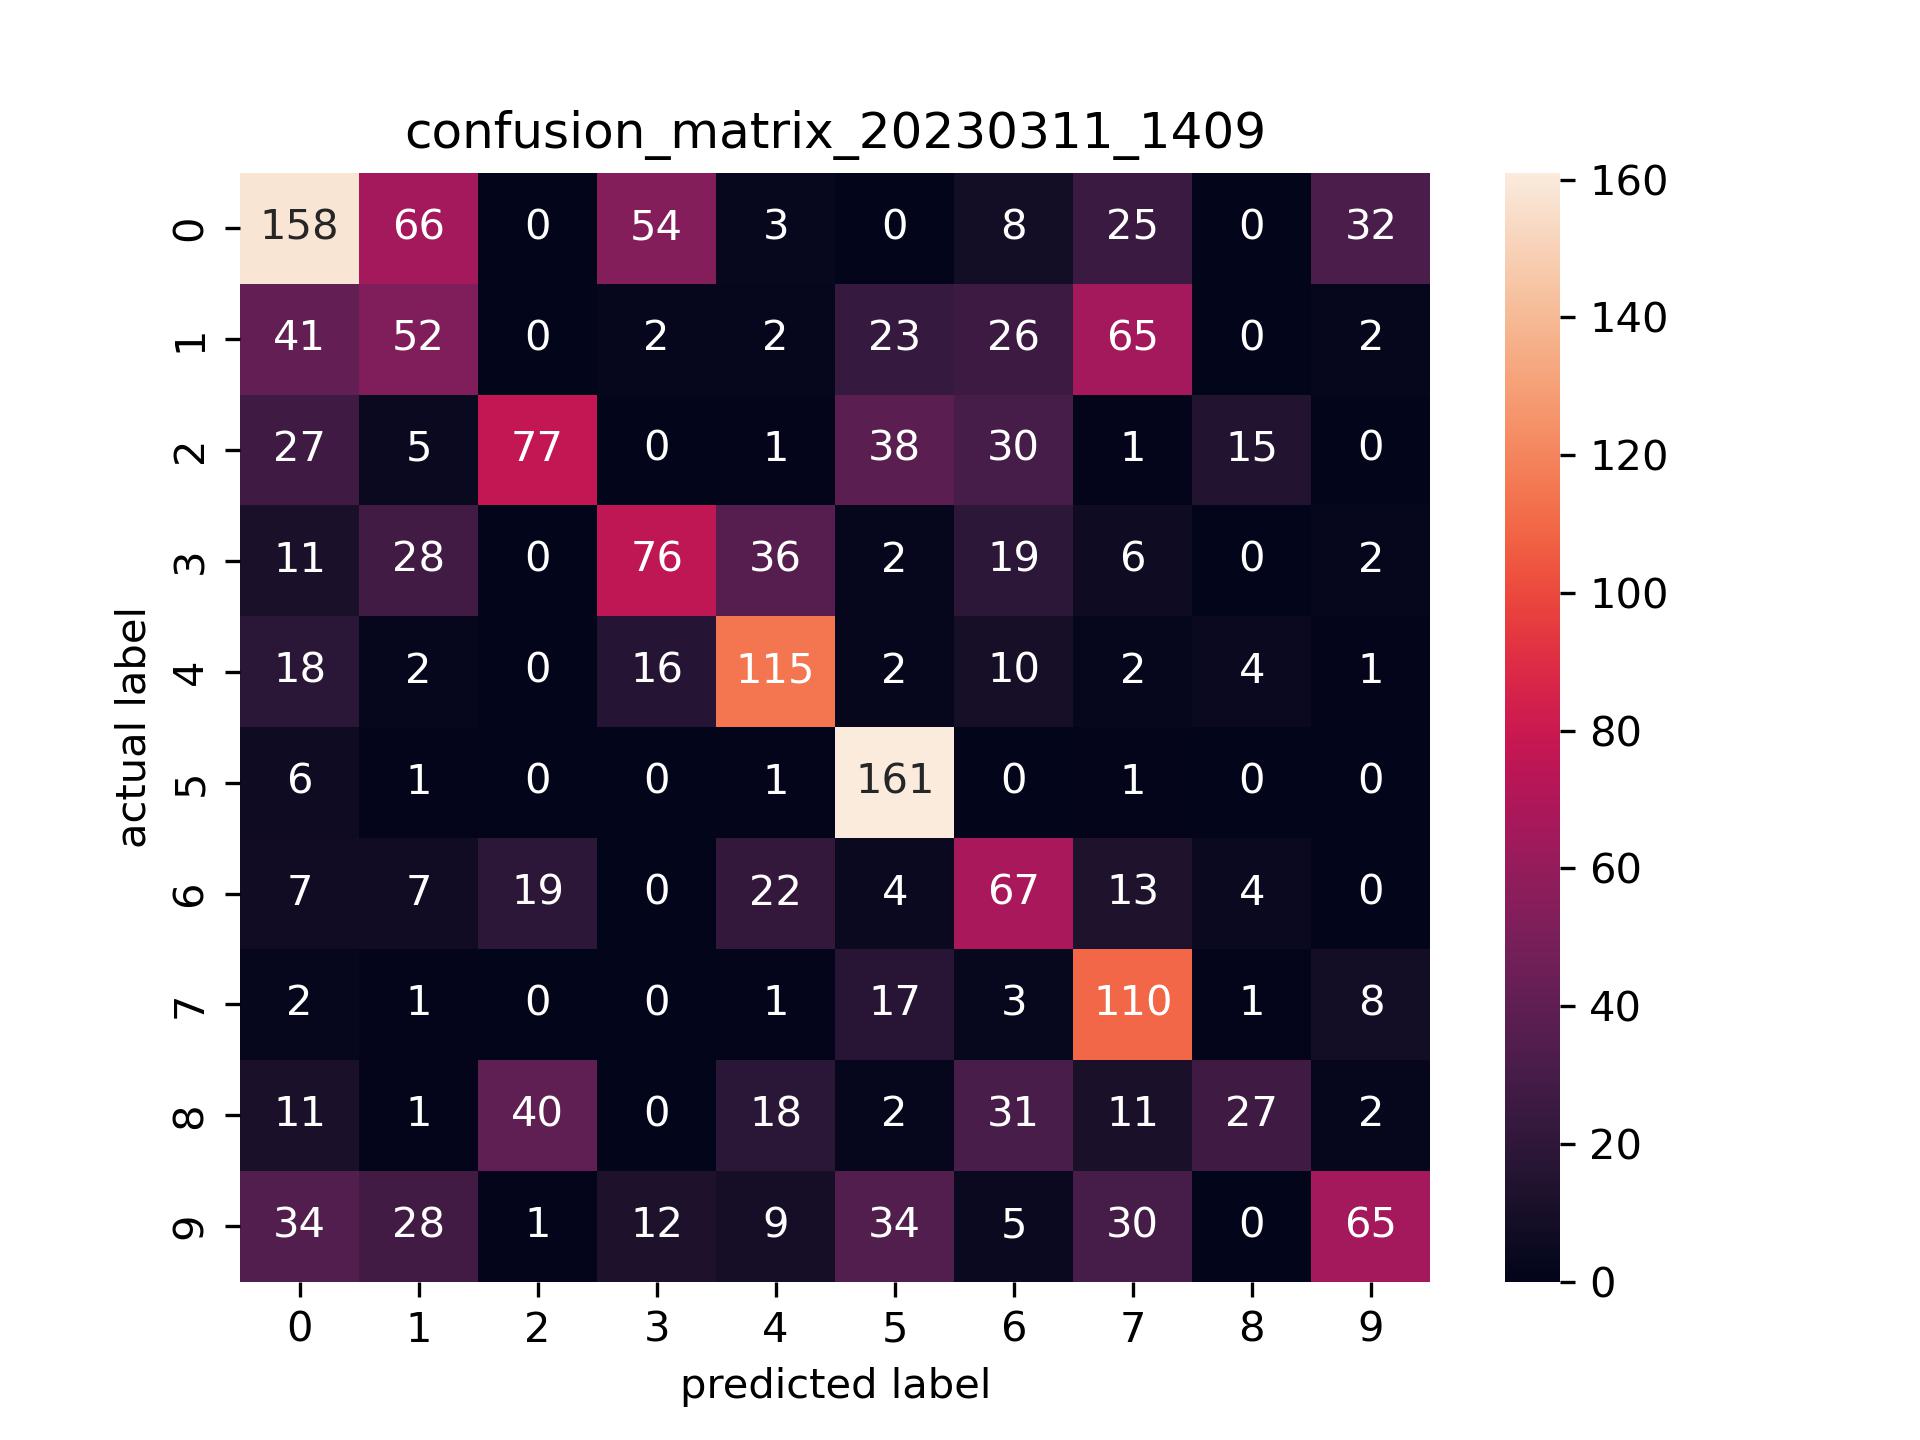 confusion_matrix_20230311_1409
0 158 66 0 54 3 0 8 25 0 32
1 41 52 0 2 2 23 26 65 0 2
2 27 5 77 0 1 38 30 1 15 0
3 11 28 0 76 36 2 19 6 0 2
4 18 2 0 16 115 2 10 2 4 1
5 6 1 0 0 1 161 0 1 0 0
6 7 7 19 0 22 4 67 13 4 0
7 2 1 0 0 1 17 3 110 1 8
8 11 1 40 0 18 2 31 11 27 2
9 34 28 1 12 9 34 5 30 0 65
0 1 2 3 4 5 6 7 8 9
predicted label
actual label
160
140
120
100
80
60
40
20
0